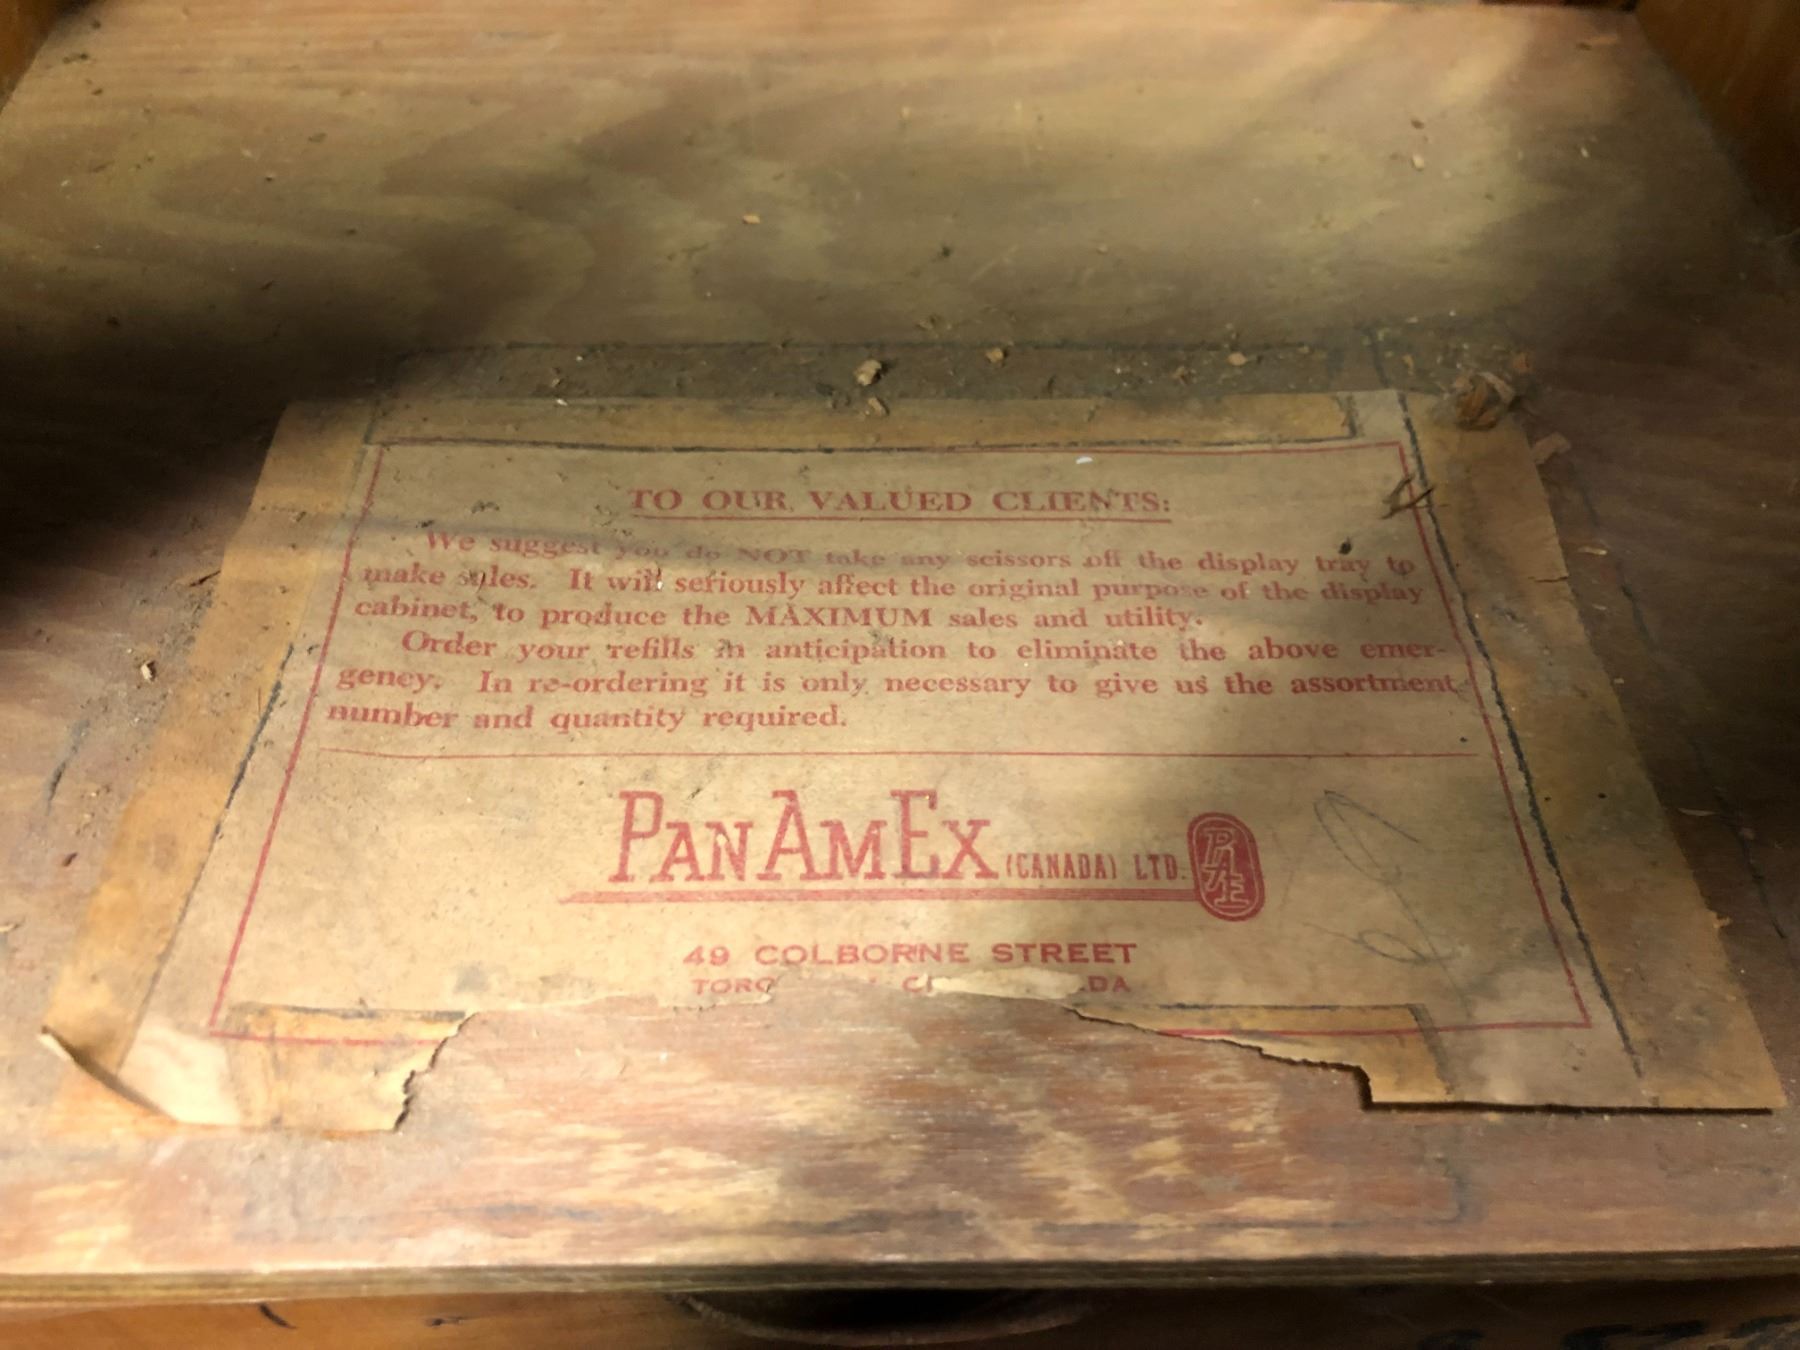 TO OUR VALUED CLIENTS:
We suggest you do NOT take any scissors off the display tray to
make sales. It will seriously affect the original purpose of the display
cabinet, to produce the MAXIMUM sales and utility.
Order your refills in anticipation to eliminate the above emer-
gency. In re-ordering it is only necessary to give us the assortment
number and quantity required.
PANAMEX (CANADA) LTD. PAE
49 COLBORNE STREET